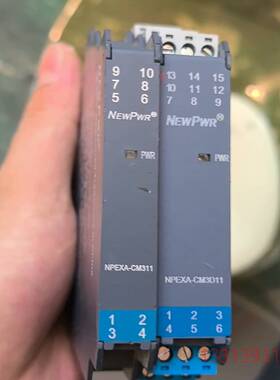 9 10
7 8
5 6
NEWPWR®
PWR
NPEXA-CM311
1 2
3 4
13 14 15
10 11 12
7 8 9
NEWPWR®
PWR
NPEXA-CM3D11
1 2 3
4 5 6